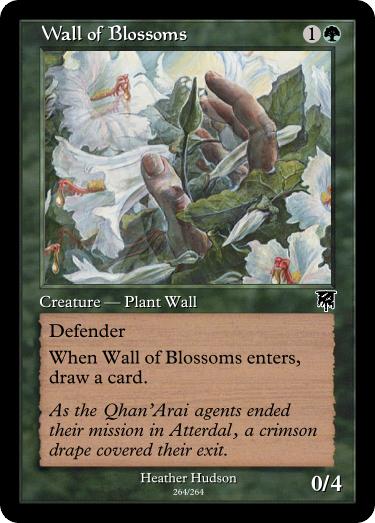 Wall of Blossoms 1
Creature — Plant Wall
Defender
When Wall of Blossoms enters,
draw a card.
As the Qhan'Arai agents ended
their mission in Atterdal, a crimson
drape covered their exit.
Heather Hudson
264/264
0/4